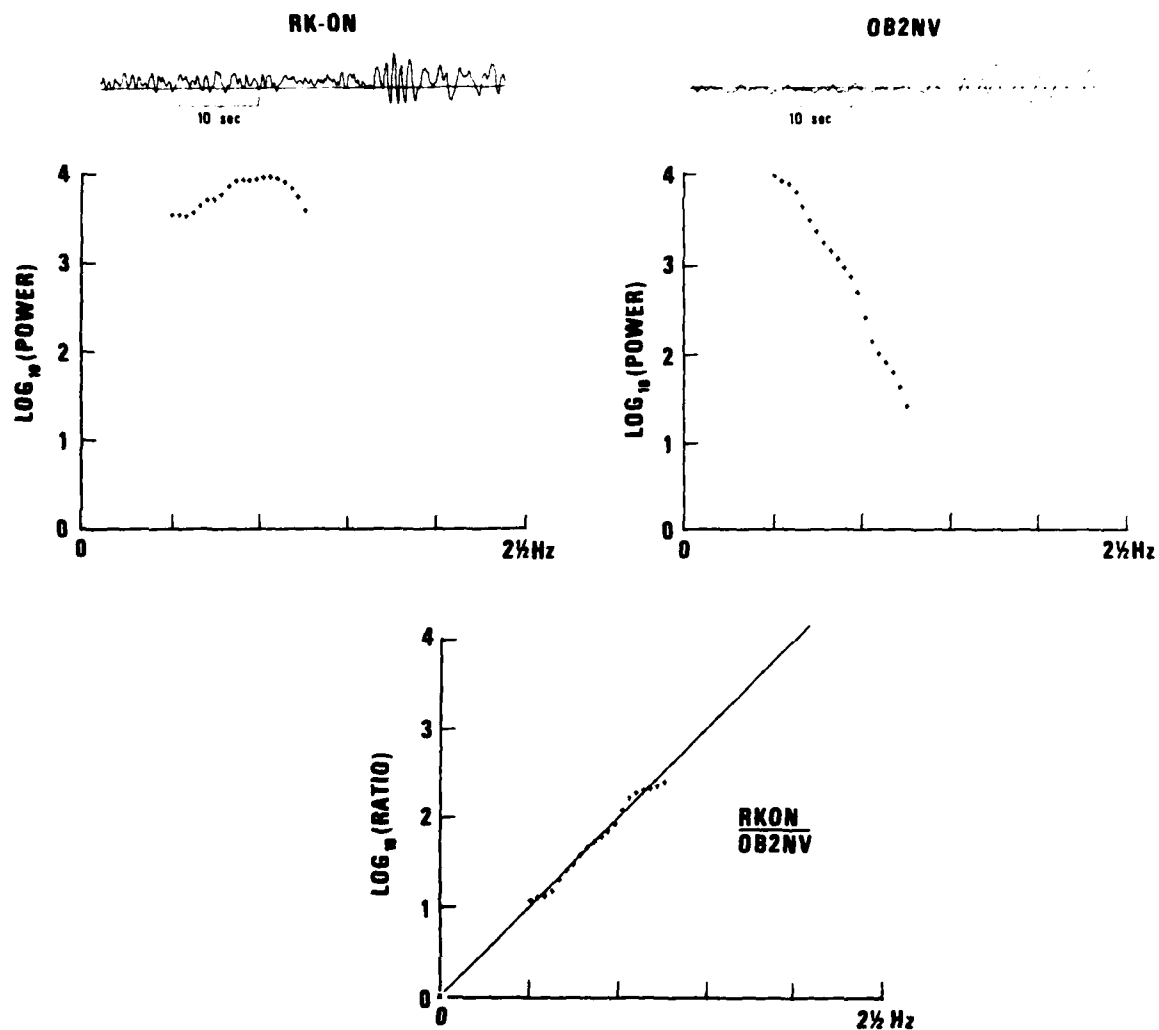 RK-ON
10 sec
4
3
2
1
0
LOG₁₀(POWER)
0
2½Hz
OB2NV
10 sec
4
3
2
1
0
LOG₁₀(POWER)
0
2½Hz
4
3
2
1
0
LOG₁₀(RATIO)
RKON
OB2NV
0
2½ Hz